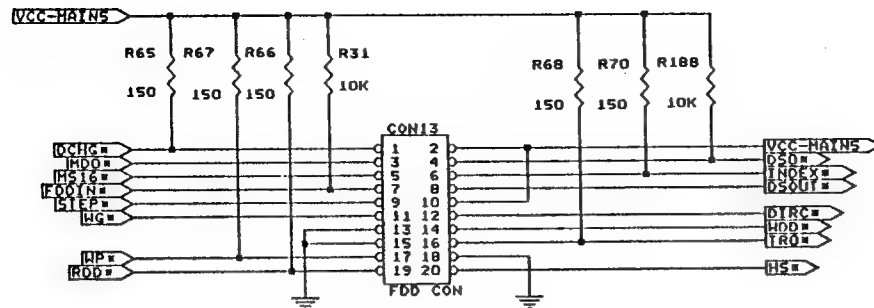 VCC-MAINS
R65 R67 R66 R31
150 150 150 10K
R68 R70 R188
150 150 10K
CON13
DCHG* 1 2 VCC-MAINS
MDO 3 4 DSO*
MS16 5 6 INDEX*
FDDIN* 7 8 DSOUT*
STEP* 9 10
WG* 11 12 DIRC*
13 14 WDD*
15 16 TRO*
WP* 17 18
RDD* 19 20 HS*
FDD CON